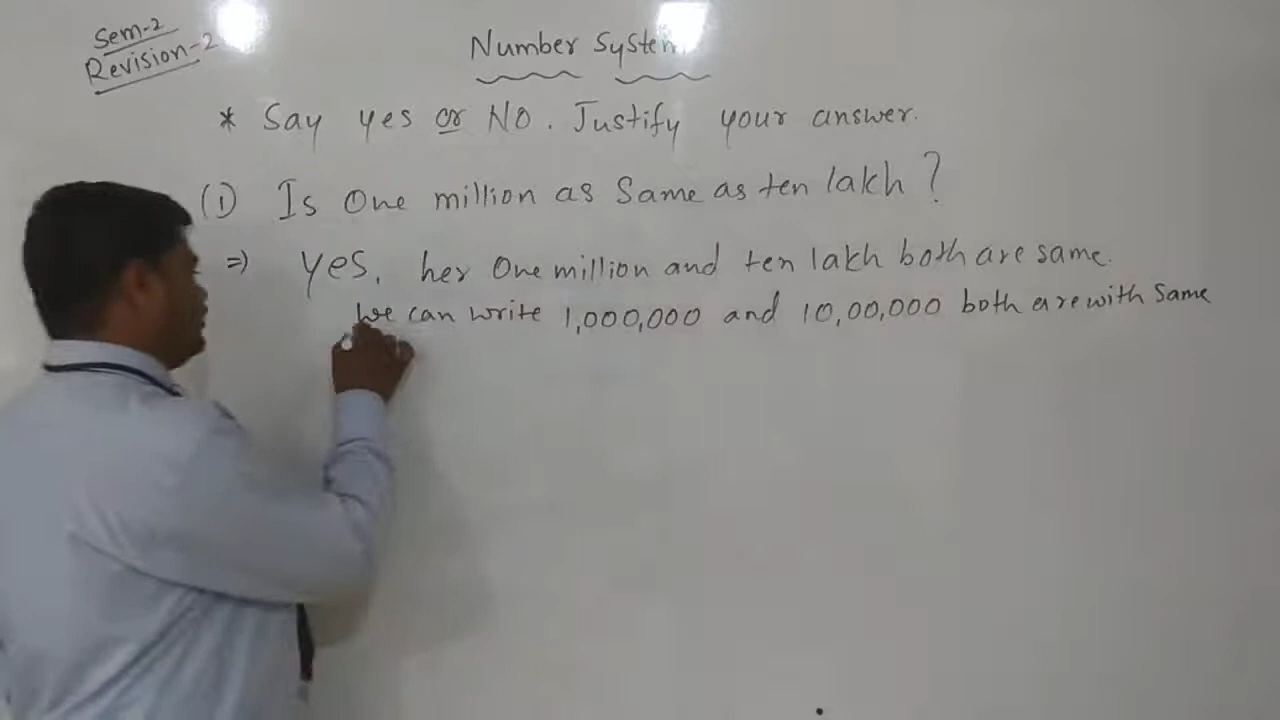 Sem-2
Revision-2
Number System
* Say yes or No. Justify your answer.
(1) Is One million as Same as ten lakh ?
⇒ Yes, her One million and ten lakh both are same.
We can write 1,000,000 and 10,00,000 both are with same